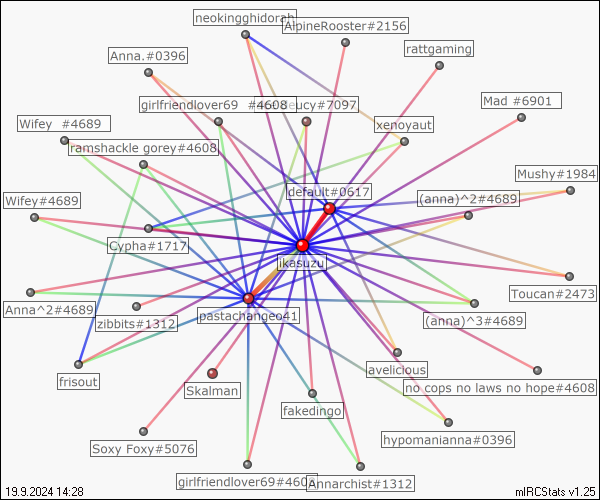 neokingghidorah
AlpineRooster#2156
Anna.#0396
rattgaming
girlfriendlover69 #4608
ucy#7097
Mad #6901
Wifey #4689
xenoyaut
ramshackle gorey#4608
Mushy#1984
default#0617
(anna)^2#4689
Wifey#4689
Cypha#1717
ikasuzu
Toucan#2473
Anna^2#4689
pastachangeo41
zibbits#1312
(anna)^3#4689
frisout
avelicious
Skalman
no cops no laws no hope#4608
fakedingo
hypomanianna#0396
Soxy Foxy#5076
girlfriendlover69#460
Annarchist#1312
19.9.2024 14:28
mIRCStats v1.25